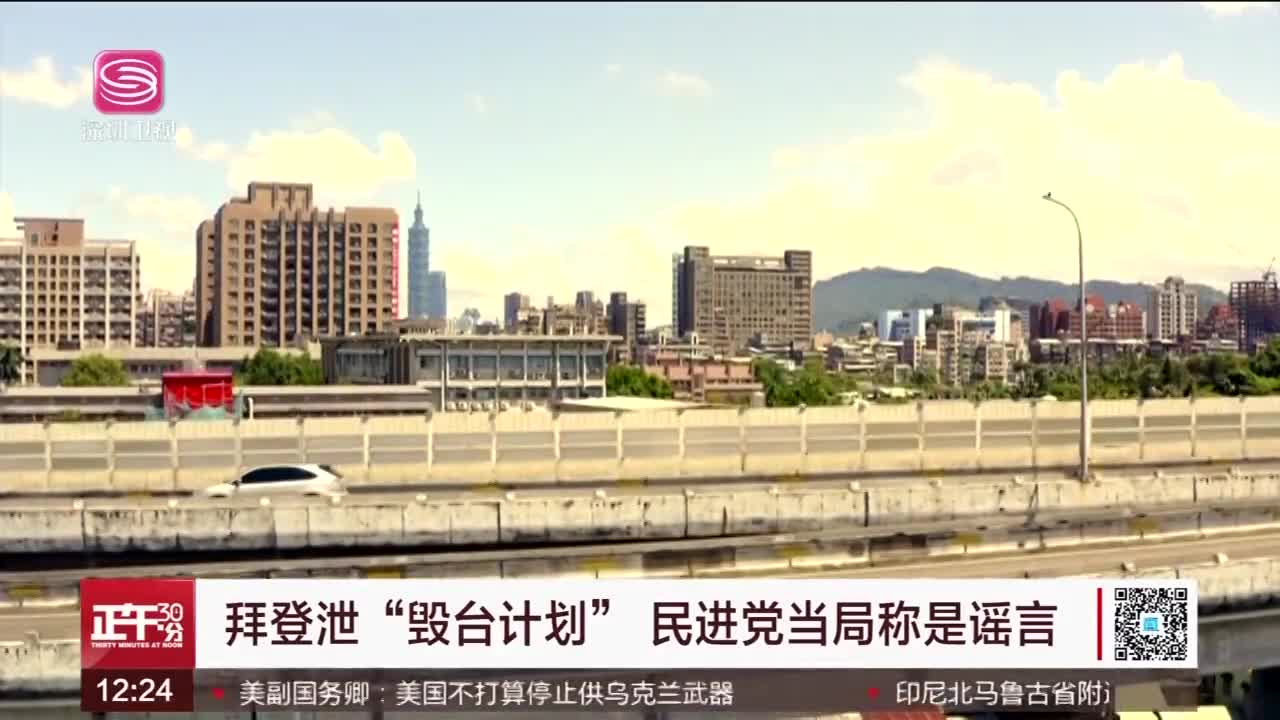 深圳卫视
正午30分
THIRTY MINUTES AT NOON
拜登泄“毁台计划” 民进党当局称是谣言
12:24
美副国务卿：美国不打算停止供乌克兰武器
印尼北马鲁古省附近